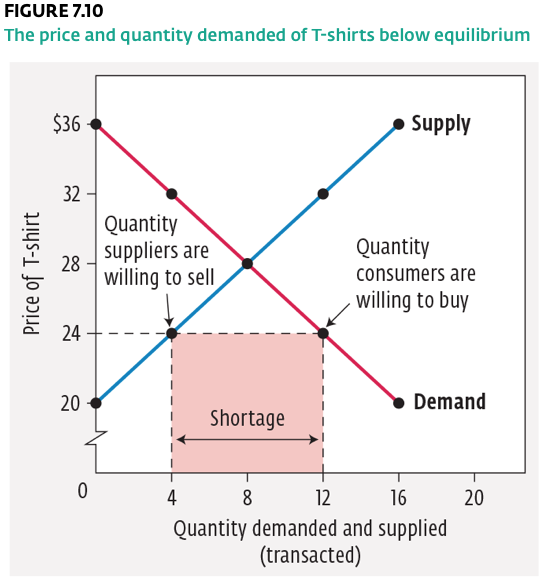 FIGURE 7.10
The price and quantity demanded of T-shirts below equilibrium
$36
32
28
24
20
0
Price of T-shirt
Supply
Quantity
suppliers are
willing to sell
Quantity
consumers are
willing to buy
Demand
Shortage
4
8
12
16
20
Quantity demanded and supplied
(transacted)